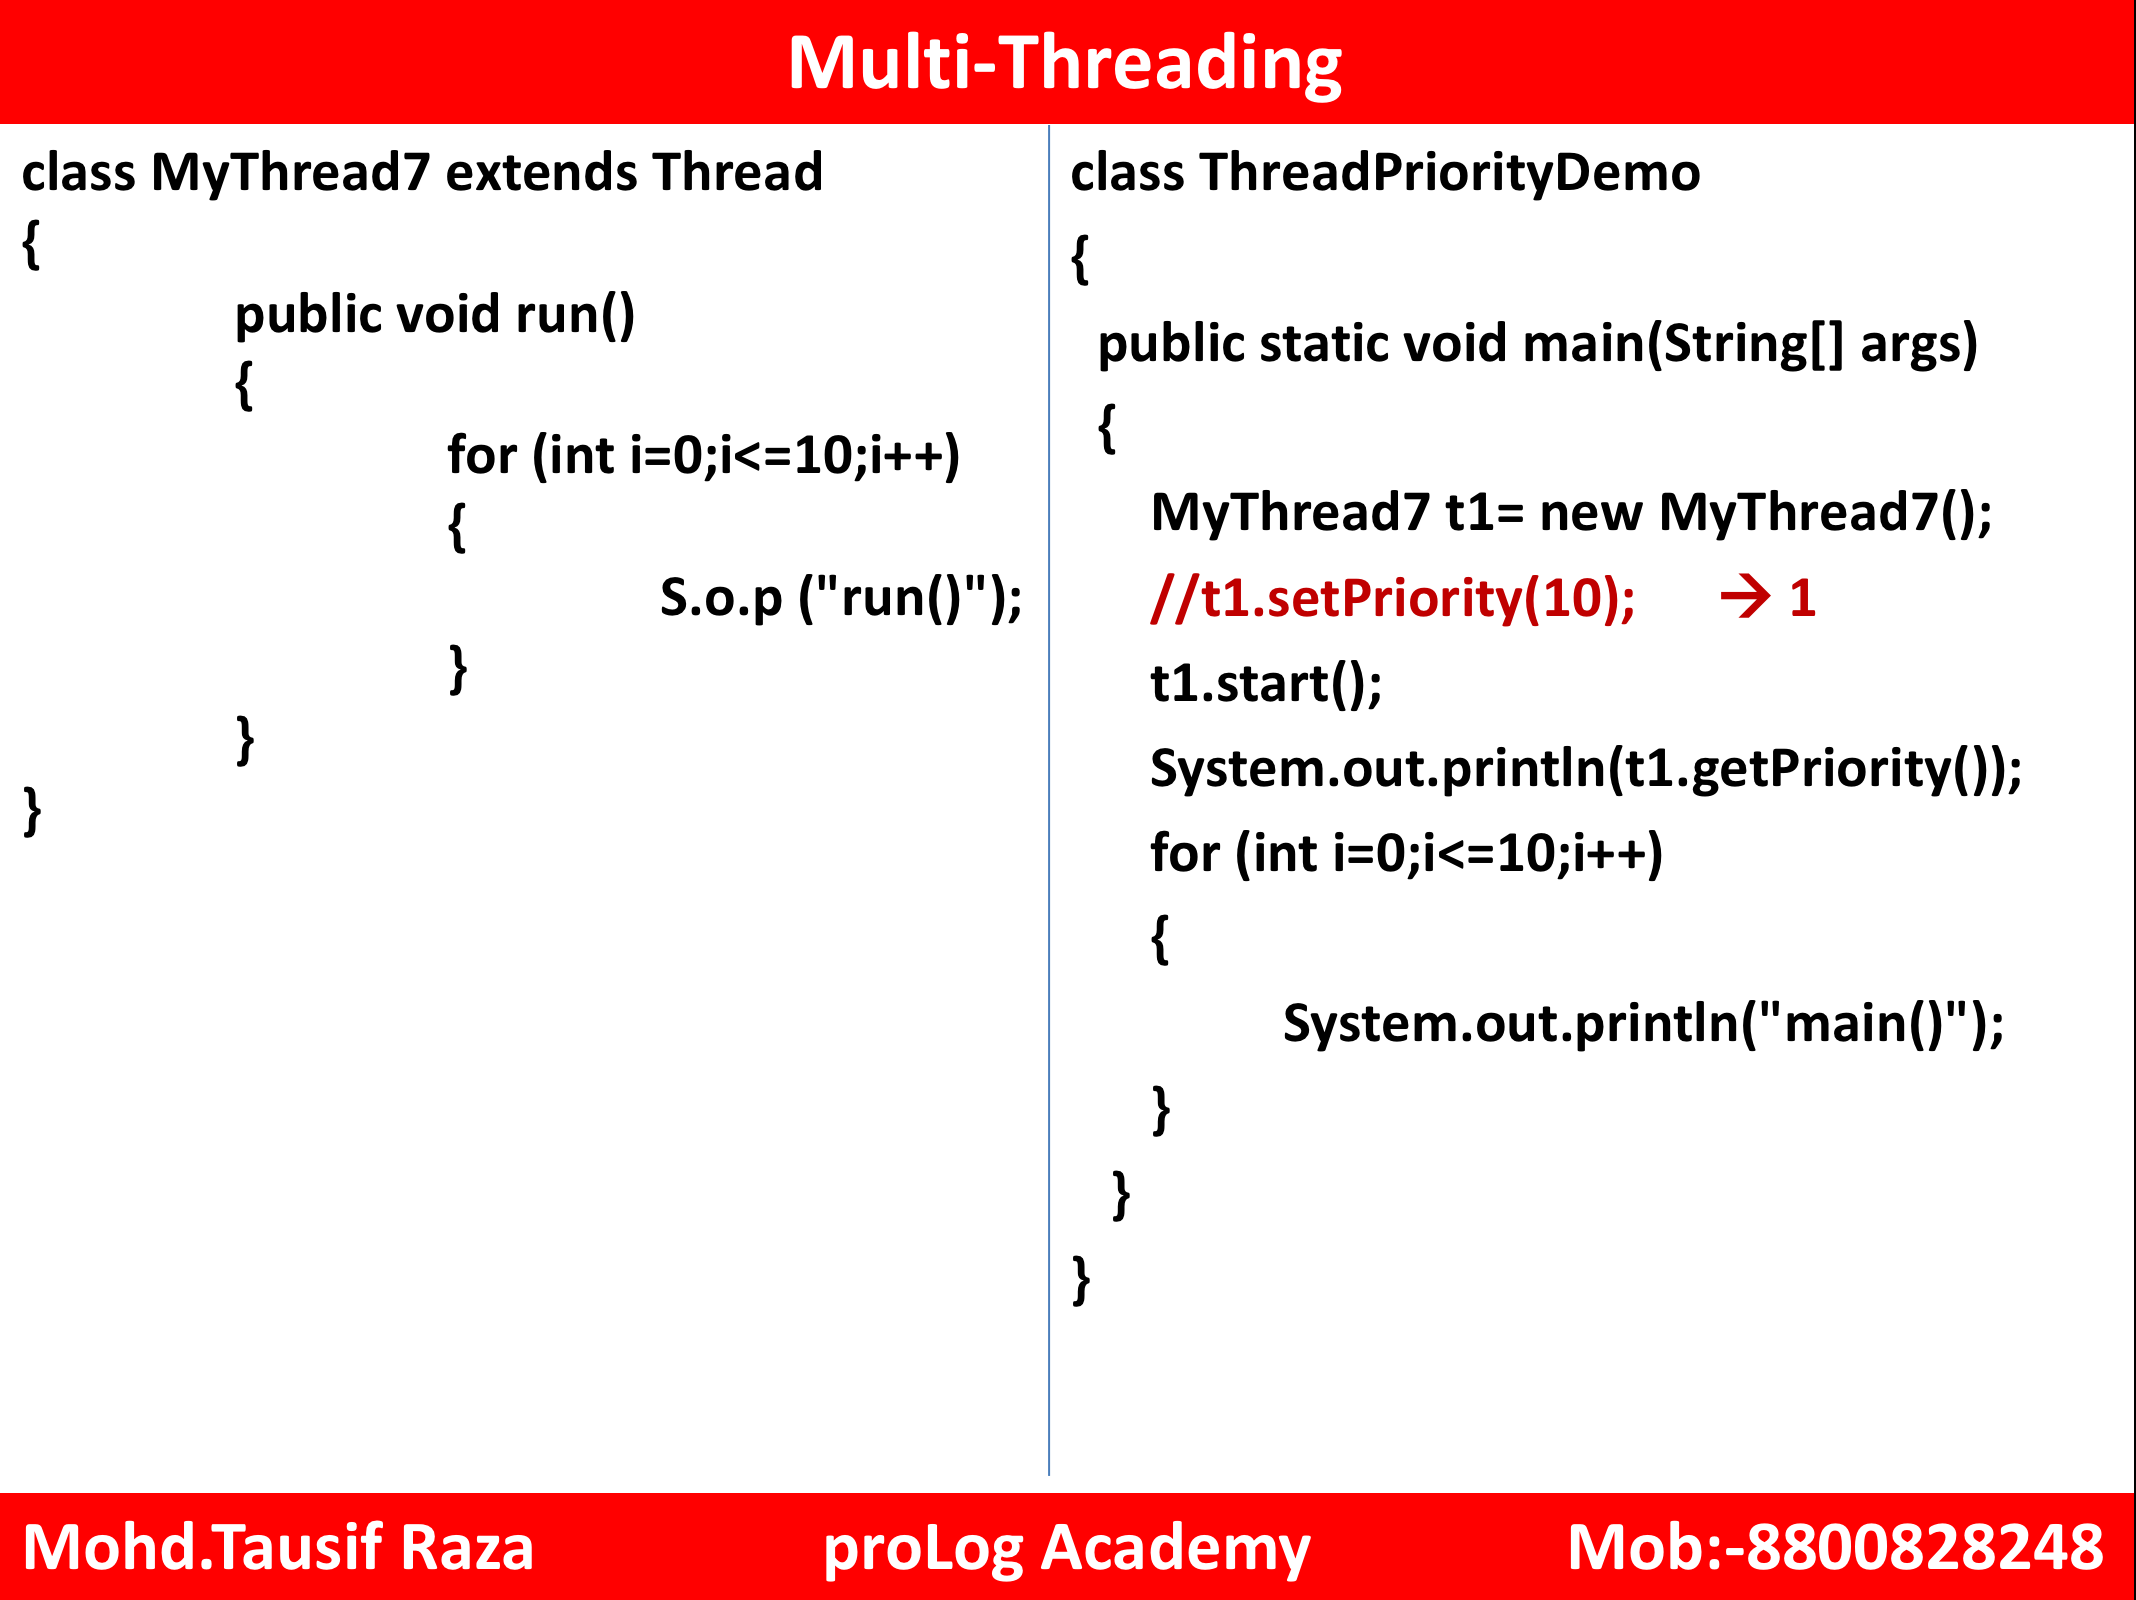 Multi-Threading
class MyThread7 extends Thread
{
public void run()
{
for (int i=0;i<=10;i++)
{
S.o.p ("run()");
}
}
}
class ThreadPriorityDemo
{
public static void main(String[] args)
{
MyThread7 t1= new MyThread7();
//t1.setPriority(10); → 1
t1.start();
System.out.println(t1.getPriority());
for (int i=0;i<=10;i++)
{
System.out.println("main()");
}
}
}
Mohd.Tausif Raza proLog Academy Mob:-8800828248